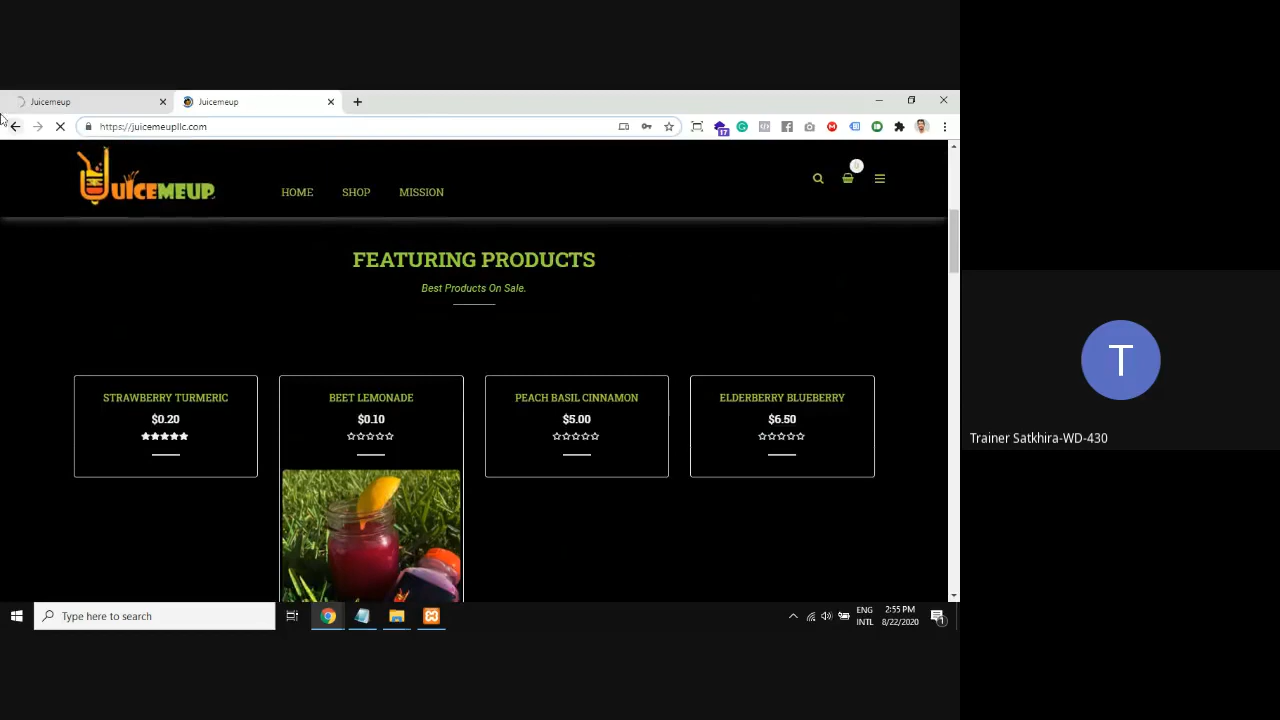 Juicemeup
Juicemeup
https://juicemeupllc.com
17
JUICEMEUP
HOME
SHOP
MISSION
FEATURING PRODUCTS
Best Products On Sale.
STRAWBERRY TURMERIC
$0.20
BEET LEMONADE
$0.10
PEACH BASIL CINNAMON
$5.00
ELDERBERRY BLUEBERRY
$6.50
T
Trainer Satkhira-WD-430
Type here to search
ENG
INTL
2:55 PM
8/22/2020
1